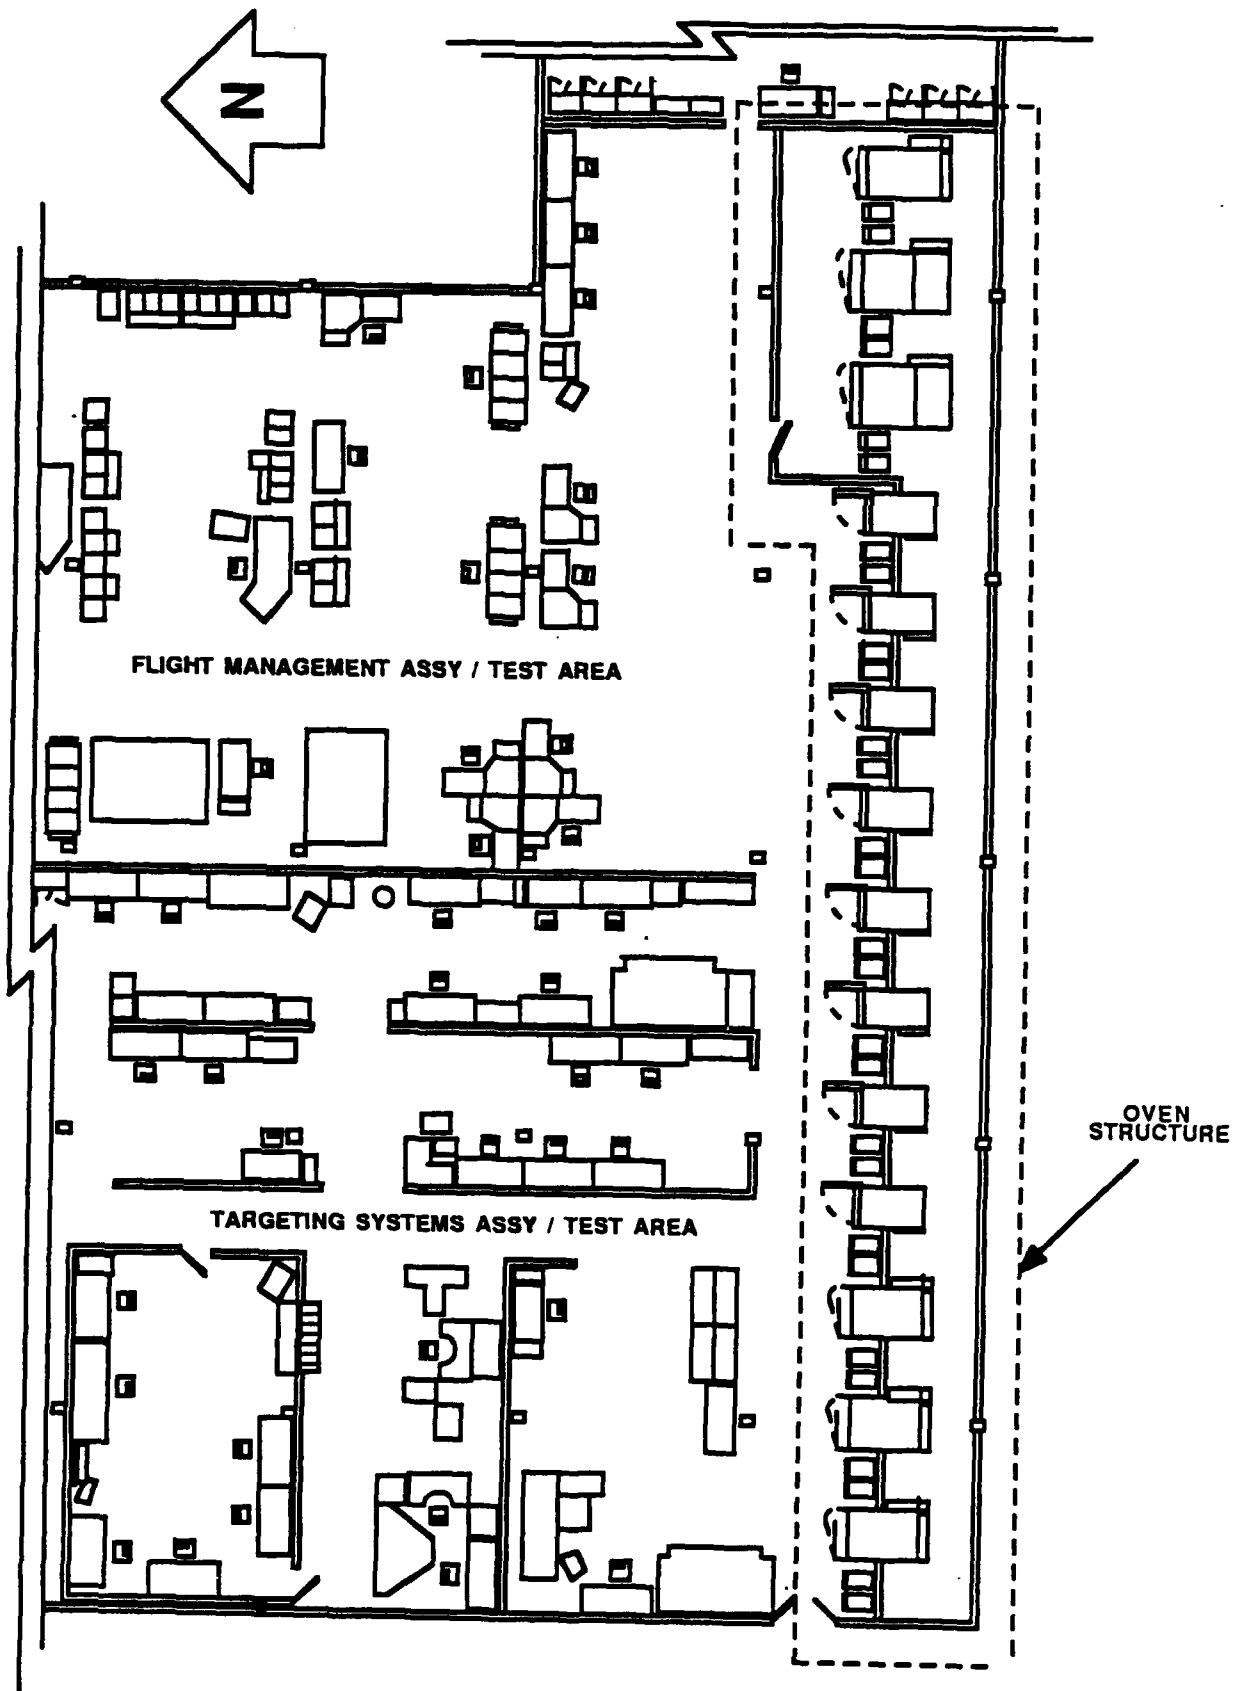 N
FLIGHT MANAGEMENT ASSY / TEST AREA
OVEN
STRUCTURE
TARGETING SYSTEMS ASSY / TEST AREA